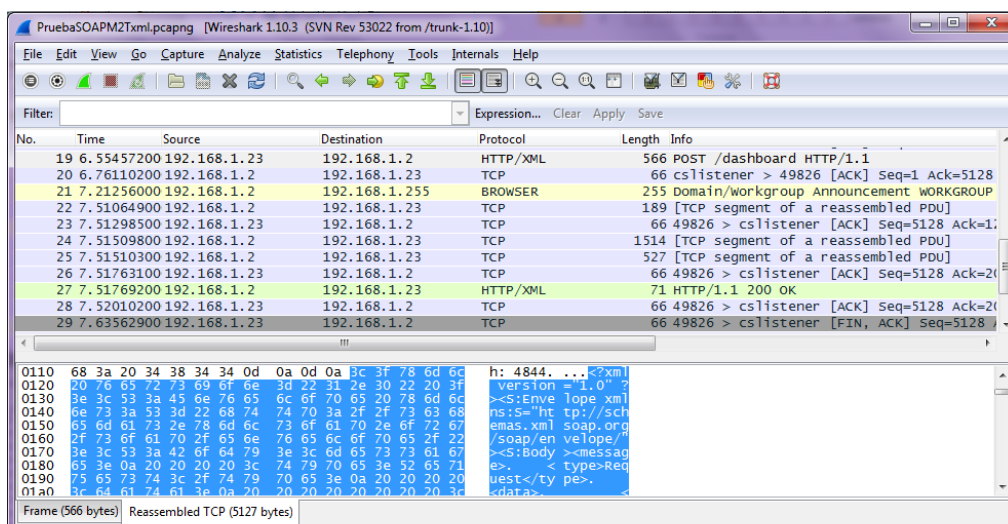 PruebaSOAPM2Txml.pcapng [Wireshark 1.10.3 (SVN Rev 53022 from /trunk-1.10)]
File Edit View Go Capture Analyze Statistics Telephony Tools Internals Help
Filter: Expression... Clear Apply Save
No. Time Source Destination Protocol Length Info
19 6.55457200 192.168.1.23 192.168.1.2 HTTP/XML 566 POST /dashboard HTTP/1.1
20 6.76110200 192.168.1.2 192.168.1.23 TCP 66 cslistener > 49826 [ACK] Seq=1 Ack=5128
21 7.21256000 192.168.1.2 192.168.1.255 BROWSER 255 Domain/Workgroup Announcement WORKGROUP
22 7.51064900 192.168.1.2 192.168.1.23 TCP 189 [TCP segment of a reassembled PDU]
23 7.51298500 192.168.1.23 192.168.1.2 TCP 66 49826 > cslistener [ACK] Seq=5128 Ack=12
24 7.51509800 192.168.1.2 192.168.1.23 TCP 1514 [TCP segment of a reassembled PDU]
25 7.51510300 192.168.1.2 192.168.1.23 TCP 527 [TCP segment of a reassembled PDU]
26 7.51763100 192.168.1.23 192.168.1.2 TCP 66 49826 > cslistener [ACK] Seq=5128 Ack=20
27 7.51769200 192.168.1.2 192.168.1.23 HTTP/XML 71 HTTP/1.1 200 OK
28 7.52010200 192.168.1.23 192.168.1.2 TCP 66 49826 > cslistener [ACK] Seq=5128 Ack=20
29 7.63562900 192.168.1.23 192.168.1.2 TCP 66 49826 > cslistener [FIN, ACK] Seq=5128
0110 68 3a 20 34 38 34 34 0d 0a 0d 0a 3c 3f 78 6d 6c h: 4844. ...<?xml
0120 20 76 65 72 73 69 6f 6e 3d 22 31 2e 30 22 20 3f version ="1.0" ?
0130 3e 3c 53 3a 45 6e 76 65 6c 6f 70 65 20 78 6d 6c ><S:Enve lope xml
0140 6e 73 3a 53 3d 22 68 74 74 70 3a 2f 2f 73 63 68 ns:S="ht tp://sch
0150 65 6d 61 73 2e 78 6d 6c 73 6f 61 70 2e 6f 72 67 emas.xml soap.org
0160 2f 73 6f 61 70 2f 65 6e 76 65 6c 6f 70 65 2f 22 /soap/en velope/"
0170 3e 3c 53 3a 42 6f 64 79 3e 3c 6d 65 73 73 61 67 ><S:Body ><messag
0180 65 3e 0a 20 20 20 20 3c 74 79 70 65 3e 52 65 71 e>. < type>Req
0190 75 65 73 74 3c 2f 74 79 70 65 3e 0a 20 20 20 20 uest</ty pe>.
01a0 3c 64 61 74 61 3e 0a 20 20 20 20 20 20 20 20 3c <data>. <
Frame (566 bytes) Reassembled TCP (5127 bytes)